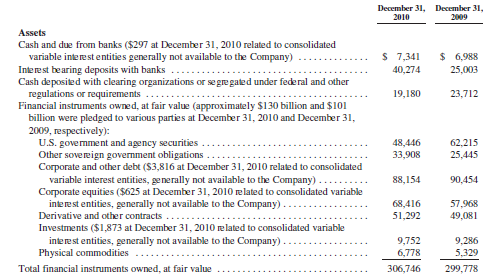 December 31, December 31,
2010 2009
Assets
Cash and due from banks ($297 at December 31, 2010 related to consolidated
variable interest entities generally not available to the Company) ............... $ 7,341 $ 6,988
Interest bearing deposits with banks ............... 40,274 25,003
Cash deposited with clearing organizations or segregated under federal and other
regulations or requirements ............... 19,180 23,712
Financial instruments owned, at fair value (approximately $130 billion and $101
billion were pledged to various parties at December 31, 2010 and December 31,
2009, respectively):
U.S. government and agency securities ............... 48,446 62,215
Other sovereign government obligations ............... 33,908 25,445
Corporate and other debt ($3,816 at December 31, 2010 related to consolidated
variable interest entities, generally not available to the Company) ............... 88,154 90,454
Corporate equities ($625 at December 31, 2010 related to consolidated variable
interest entities, generally not available to the Company) ............... 68,416 57,968
Derivative and other contracts ............... 51,292 49,081
Investments ($1,873 at December 31, 2010 related to consolidated variable
interest entities, generally not available to the Company) ............... 9,752 9,286
Physical commodities ............... 6,778 5,329
Total financial instruments owned, at fair value ............... 306,746 299,778